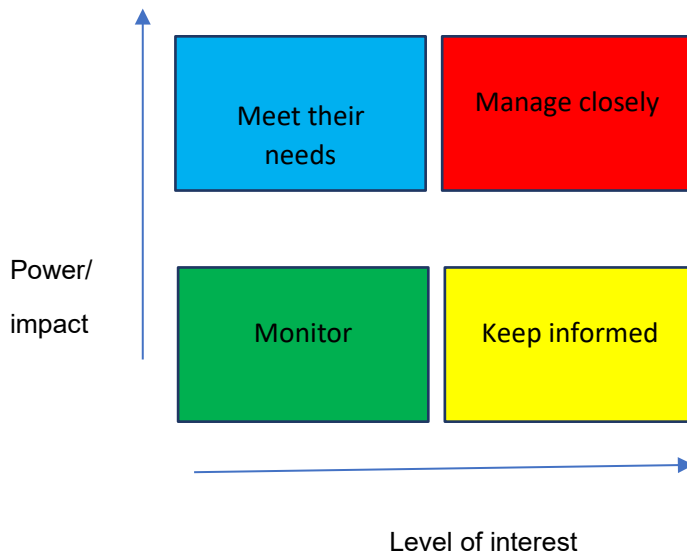 Meet their
needs
Manage closely
Power/
impact
Monitor
Keep informed
Level of interest